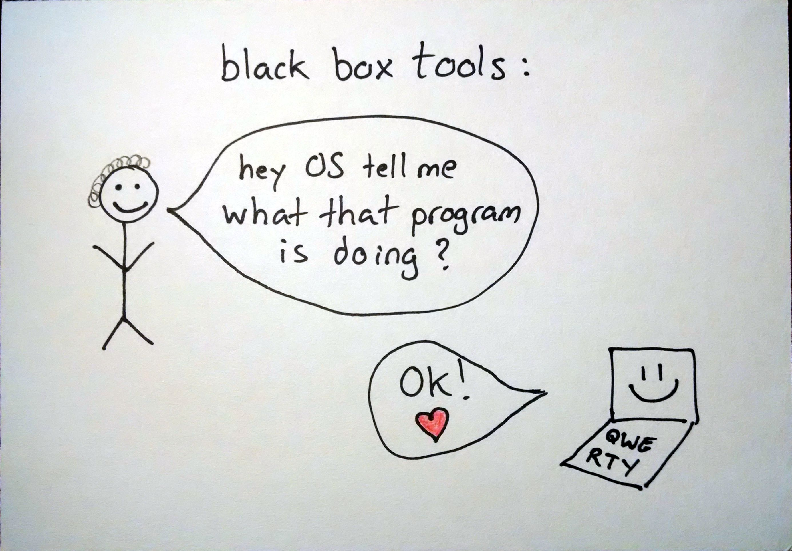 black box tools:
hey OS tell me
what that program
is doing?
OK!
QWE
RTY